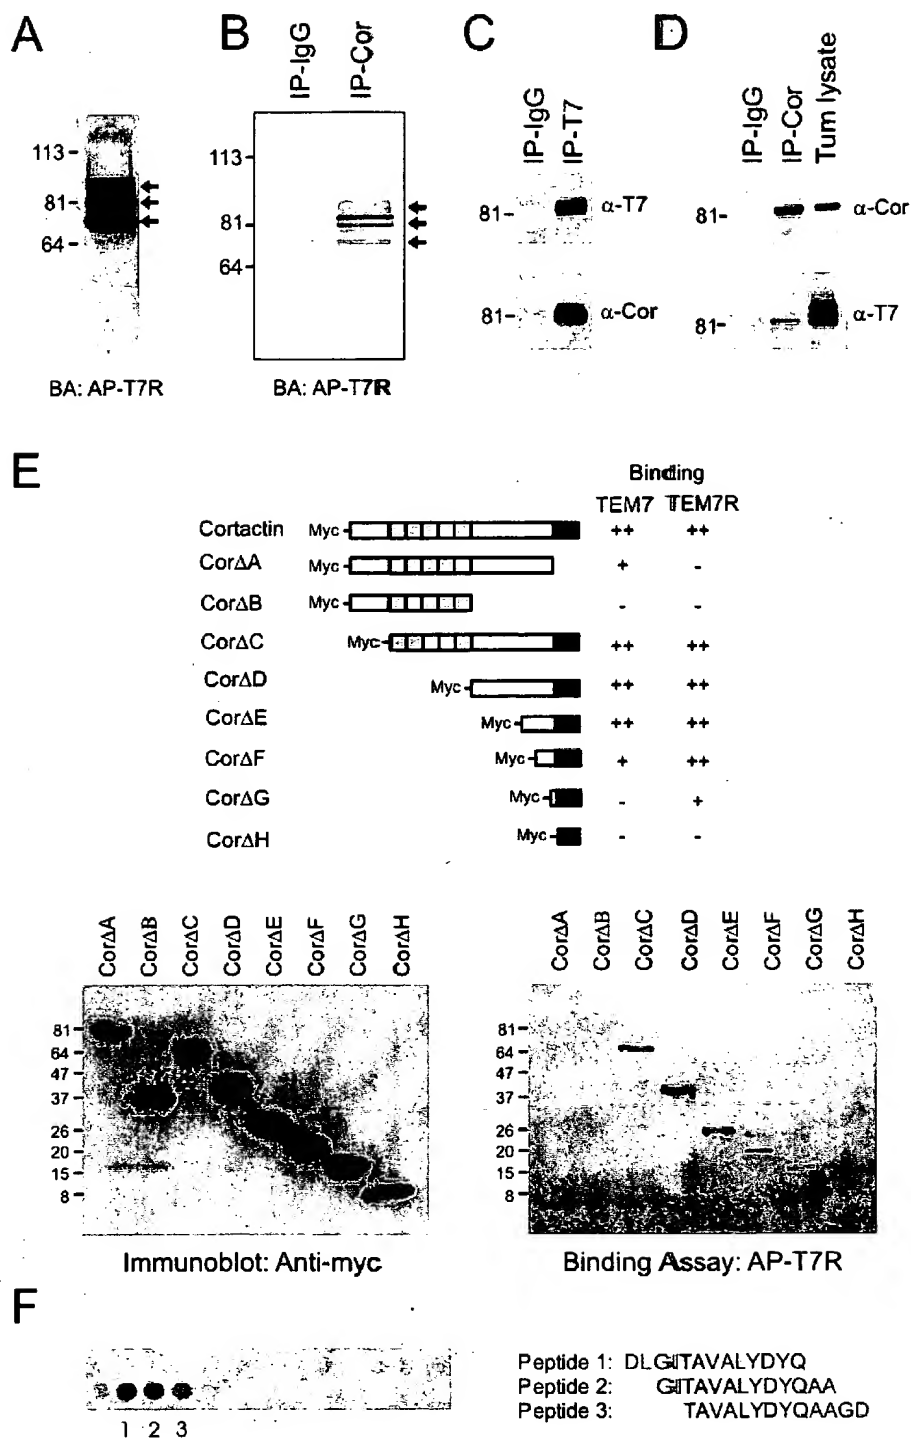 A
B
C
D
IP-IgG
IP-Cor
IP-IgG
IP-T7
IP-IgG
IP-Cor
Tum lysate
113
81
64
BA: AP-T7R
113
81
64
BA: AP-T7R
81
α-T7
81
α-Cor
81
α-Cor
81
α-T7
E
Binding
TEM7 TEM7R
Cortactin Myc ++ ++
CorΔA Myc + -
CorΔB Myc - -
CorΔC Myc ++ ++
CorΔD Myc ++ ++
CorΔE Myc ++ ++
CorΔF Myc + ++
CorΔG Myc - +
CorΔH Myc - -
CorΔA CorΔB CorΔC CorΔD CorΔE CorΔF CorΔG CorΔH
81
64
47
37
26
20
15
8
Immunoblot: Anti-myc
CorΔA CorΔB CorΔC CorΔD CorΔE CorΔF CorΔG CorΔH
81
64
47
37
26
20
15
8
Binding Assay: AP-T7R
F
1 2 3
Peptide 1: DLGITAVALYDYQ
Peptide 2: GITAVALYDYQAA
Peptide 3: TAVALYDYQAAGD